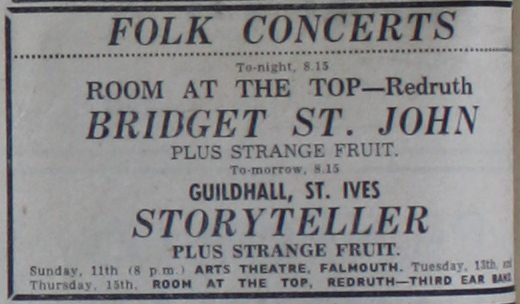 FOLK CONCERTS
To-night, 8.15
ROOM AT THE TOP—Redruth
BRIDGET ST. JOHN
PLUS STRANGE FRUIT.
To-morrow, 8.15
GUILDHALL, ST. IVES
STORYTELLER
PLUS STRANGE FRUIT.
Sunday, 11th (8 p.m.) ARTS THEATRE, FALMOUTH. Tuesday, 13th, and
Thursday, 15th, ROOM AT THE TOP, REDRUTH—THIRD EAR BAND